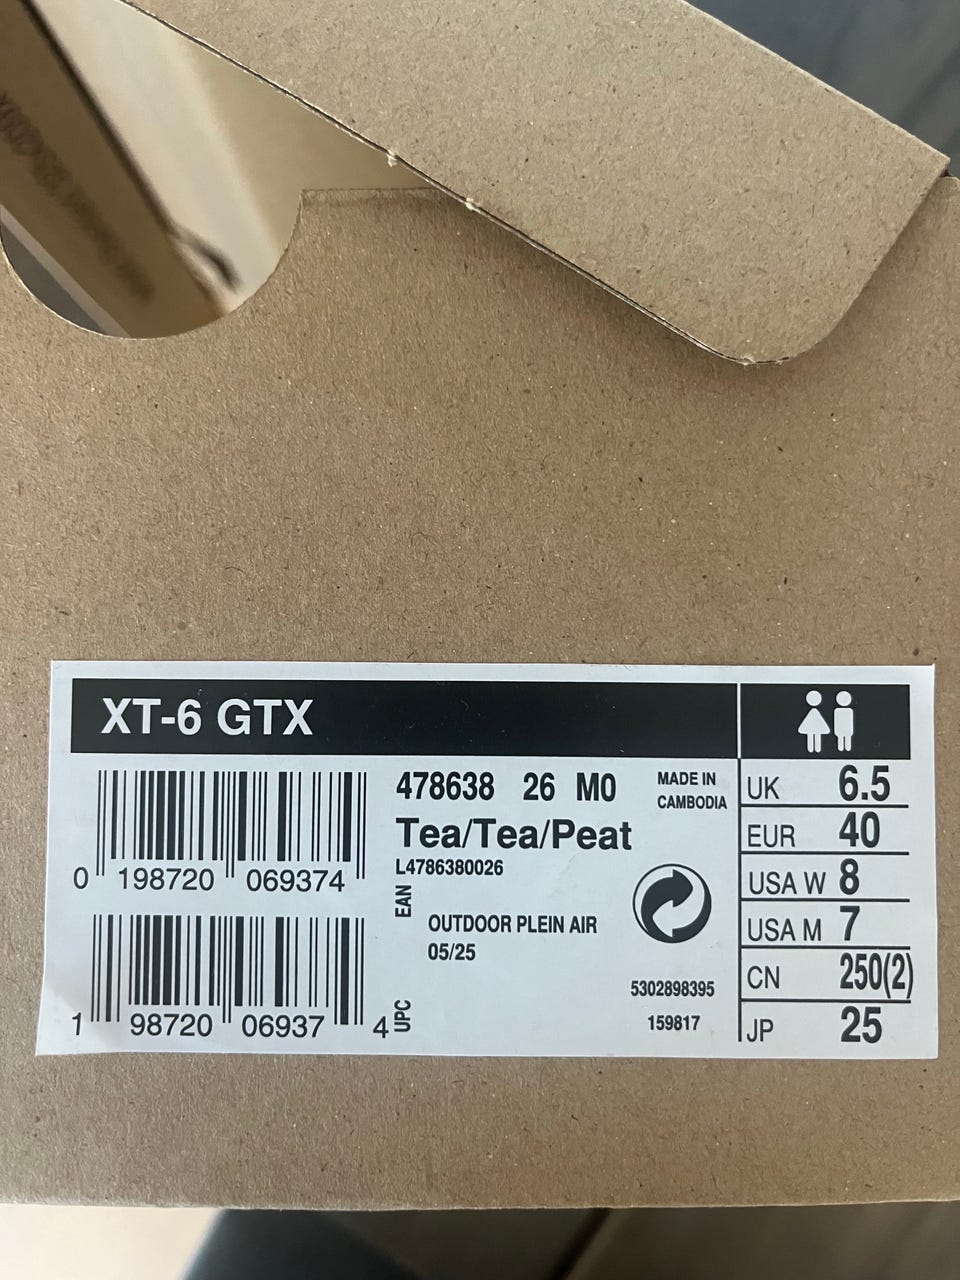 XT-6 GTX
478638 26 M0
MADE IN
CAMBODIA
Tea/Tea/Peat
L4786380026
0 198720 069374
EAN
OUTDOOR PLEIN AIR
05/25
1 98720 06937 4
UPC
5302898395
159817
UK 6.5
EUR 40
USA W 8
USA M 7
CN 250(2)
JP 25